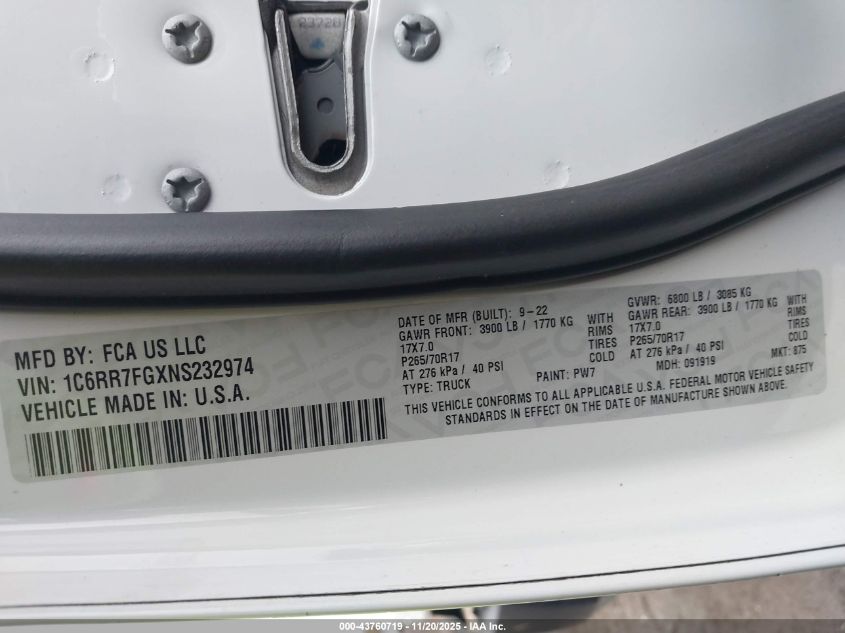 23720
MFD BY: FCA US LLC
VIN: 1C6RR7FGXNS232974
VEHICLE MADE IN: U.S.A.
DATE OF MFR (BUILT): 9-22
GAWR FRONT: 3900 LB / 1770 KG WITH
17X7.0 RIMS
P265/70R17 TIRES
AT 276 kPa / 40 PSI COLD
TYPE: TRUCK PAINT: PW7
GVWR: 6800 LB / 3085 KG
GAWR REAR: 3900 LB / 1770 KG WITH
17X7.0 RIMS
P265/70R17 TIRES
AT 276 kPa / 40 PSI COLD
MDH: 091919 MKT: 875
THIS VEHICLE CONFORMS TO ALL APPLICABLE U.S.A. FEDERAL MOTOR VEHICLE SAFETY
STANDARDS IN EFFECT ON THE DATE OF MANUFACTURE SHOWN ABOVE.
000-43760719 - 11/20/2025 - IAA Inc.